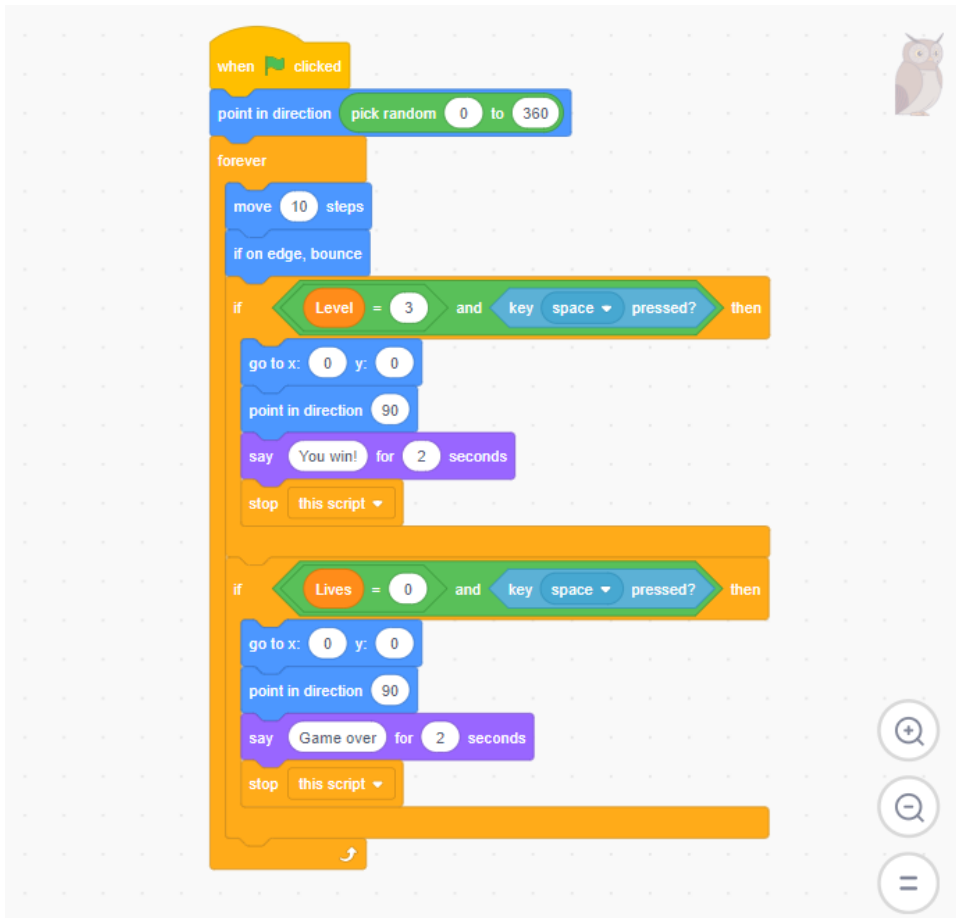 when clicked
point in direction pick random 0 to 360
forever
move 10 steps
if on edge, bounce
if Level = 3 and key space pressed? then
go to x: 0 y: 0
point in direction 90
say You win! for 2 seconds
stop this script
if Lives = 0 and key space pressed? then
go to x: 0 y: 0
point in direction 90
say Game over for 2 seconds
stop this script